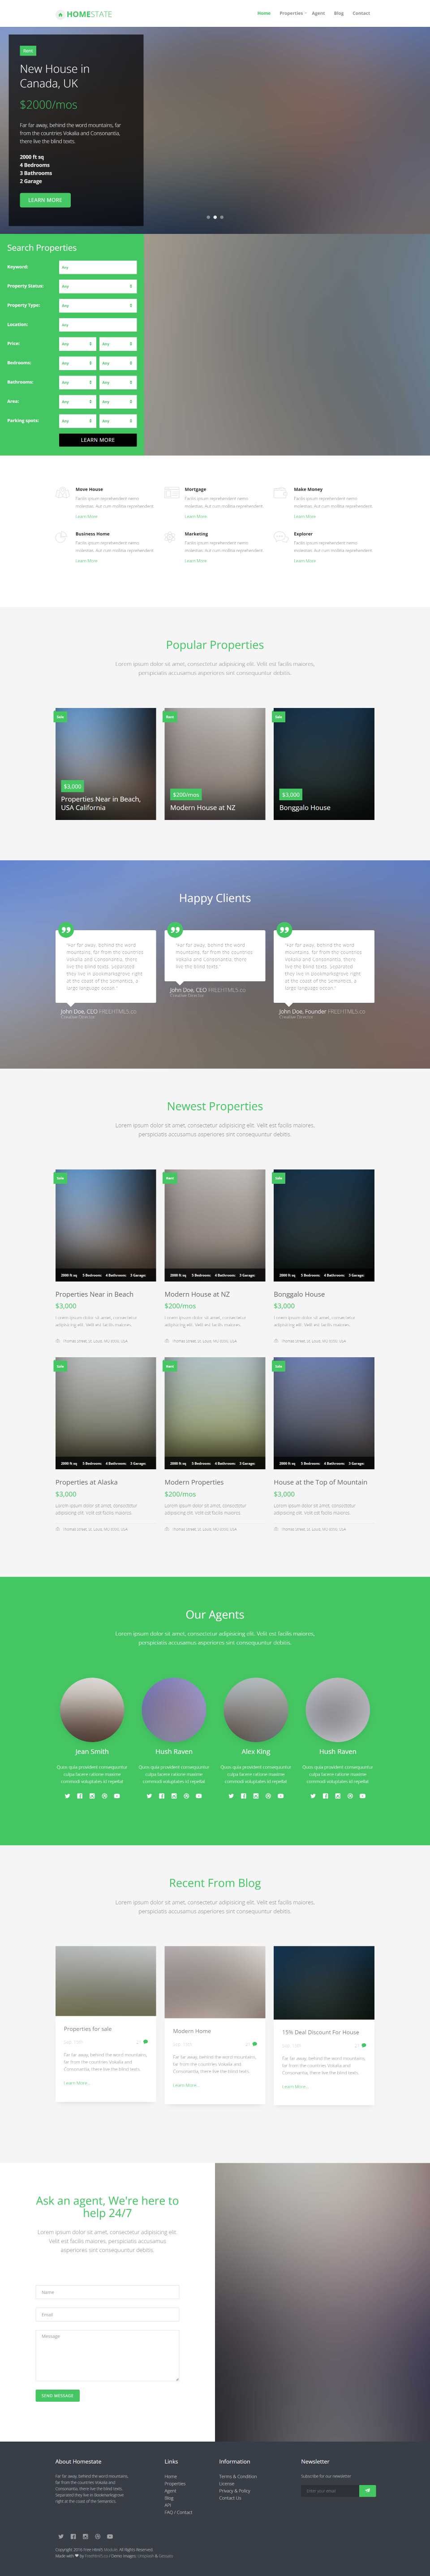 HOMESTATE
Home
Properties
Agent
Blog
Contact
Rent
New House in
Canada, UK
$2000/mos
Far far away, behind the word mountains, far
from the countries Vokalia and Consonantia,
there live the blind texts.
2000 ft sq
4 Bedrooms
3 Bathrooms
2 Garage
LEARN MORE
Search Properties
Keyword:
Any
Property Status:
Any
Property Type:
Any
Location:
Any
Price:
Any
Any
Bedrooms:
Any
Any
Bathrooms
Any
Any
Area:
Any
Any
Parking spots:
Any
Any
LEARN MORE
Move House
Facilis ipsum reprehenderit nemo
molestias. Aut cum mollitia reprehenderit.
Learn More
Mortgage
Facilis ipsum reprehenderit nemo
molestias. Aut cum mollitia reprehenderit.
Learn More
Make Money
Facilis ipsum reprehenderit nemo
molestias. Aut cum mollitia reprehenderit.
Learn More
Business Home
Facilis ipsum reprehenderit nemo
molestias. Aut cum mollitia reprehenderit.
Learn More
Marketing
Facilis ipsum reprehenderit nemo
molestias. Aut cum mollitia reprehenderit.
Learn More
Explorer
Facilis ipsum reprehenderit nemo
molestias. Aut cum mollitia reprehenderit.
Learn More
Popular Properties
Lorem ipsum dolor sit amet, consectetur adipisicing elit. Velit est facilis maiores,
perspiciatis accusamus asperiores sint consequuntur debitis.
Sale
$3,000
Properties Near in Beach,
USA California
Rent
$200/mos
Modern House at NZ
Sale
$3,000
Bonggalo House
Happy Clients
"Far far away, behind the word
mountains, far from the countries
Vokalia and Consonantia, there
live the blind texts. Separated
they live in Bookmarksgrove right
at the coast of the Semantics, a
large language ocean."
John Doe, CEO FREEHTML5.co
Creative Director
"Far far away, behind the word
mountains, far from the countries
Vokalia and Consonantia, there
live the blind texts."
John Doe, CEO FREEHTML5.co
Creative Director
"Far far away, behind the word
mountains, far from the countries
Vokalia and Consonantia, there
live the blind texts. Separated
they live in Bookmarksgrove right
at the coast of the Semantics, a
large language ocean."
John Doe, Founder FREEHTML5.co
Creative Director
Newest Properties
Lorem ipsum dolor sit amet, consectetur adipisicing elit. Velit est facilis maiores,
perspiciatis accusamus asperiores sint consequuntur debitis.
Sale
2000 ft sq 3 Bedroom: 4 Bathroom: 3 Garage:
Properties Near in Beach
$3,000
Lorem ipsum dolor sit amet, consectetur
adipisicing elit. Velit est facilis maiores.
Thomas Street, St. Louis, MO 9000, USA
Rent
2000 ft sq 5 Bedroom: 4 Bathroom: 3 Garage:
Modern House at NZ
$200/mos
Lorem ipsum dolor sit amet, consectetur
adipisicing elit. Velit est facilis maiores.
Thomas Street, St. Louis, MO 9000, USA
Sale
2000 ft sq 5 Bedroom: 4 Bathroom: 3 Garage:
Bonggalo House
$3,000
Lorem ipsum dolor sit amet, consectetur
adipisicing elit. Velit est facilis maiores.
Thomas Street, St. Louis, MO 9000, USA
Sale
2000 ft sq 5 Bedroom: 4 Bathroom: 3 Garage:
Properties at Alaska
$3,000
Lorem ipsum dolor sit amet, consectetur
adipisicing elit. Velit est facilis maiores.
Thomas Street, St. Louis, MO 9000, USA
Rent
2000 ft sq 5 Bedroom: 4 Bathroom: 3 Garage:
Modern Properties
$200/mos
Lorem ipsum dolor sit amet, consectetur
adipisicing elit. Velit est facilis maiores.
Thomas Street, St. Louis, MO 9000, USA
Sale
2000 ft sq 5 Bedroom: 4 Bathroom: 3 Garage:
House at the Top of Mountain
$3,000
Lorem ipsum dolor sit amet, consectetur
adipisicing elit. Velit est facilis maiores.
Thomas Street, St. Louis, MO 9000, USA
Our Agents
Lorem ipsum dolor sit amet, consectetur adipisicing elit. Velit est facilis maiores,
perspiciatis accusamus asperiores sint consequuntur debitis.
Jean Smith
Quos quia provident consequuntur
culpa facere ratione maxime
commodi voluptates id repellat
Hush Raven
Quos quia provident consequuntur
culpa facere ratione maxime
commodi voluptates id repellat
Alex King
Quos quia provident consequuntur
culpa facere ratione maxime
commodi voluptates id repellat
Hush Raven
Quos quia provident consequuntur
culpa facere ratione maxime
commodi voluptates id repellat
Recent From Blog
Lorem ipsum dolor sit amet, consectetur adipisicing elit. Velit est facilis maiores,
perspiciatis accusamus asperiores sint consequuntur debitis.
Properties for sale
Far far away, behind the word mountains,
far from the countries Vokalia and
Consonantia, there live the blind texts.
Learn More...
Modern Home
Far far away, behind the word mountains,
far from the countries Vokalia and
Consonantia, there live the blind texts.
Learn More...
15% Deal Discount For House
Far far away, behind the word mountains,
far from the countries Vokalia and
Consonantia, there live the blind texts.
Learn More...
Ask an agent, We're here to
help 24/7
Lorem ipsum dolor sit amet, consectetur adipisicing elit.
Velit est facilis maiores, perspiciatis accusamus
asperiores sint consequuntur debitis.
Name
Email
Message
SEND MESSAGE
About Homestate
Far far away, behind the word mountains,
far from the countries Vokalia and
Consonantia, there live the blind texts.
Separated they live in Bookmarksgrove
right at the coast of the Semantics.
Links
Home
Properties
Agent
Blog
API
FAQ / Contact
Information
Terms & Condition
License
Privacy & Policy
Contact Us
Newsletter
Subscribe for our newsletter
Enter your email
Copyright 2016 Free Html5 Module. All Rights Reserved.
Made with by Freehtml5.co / Demo Images: Unsplash &